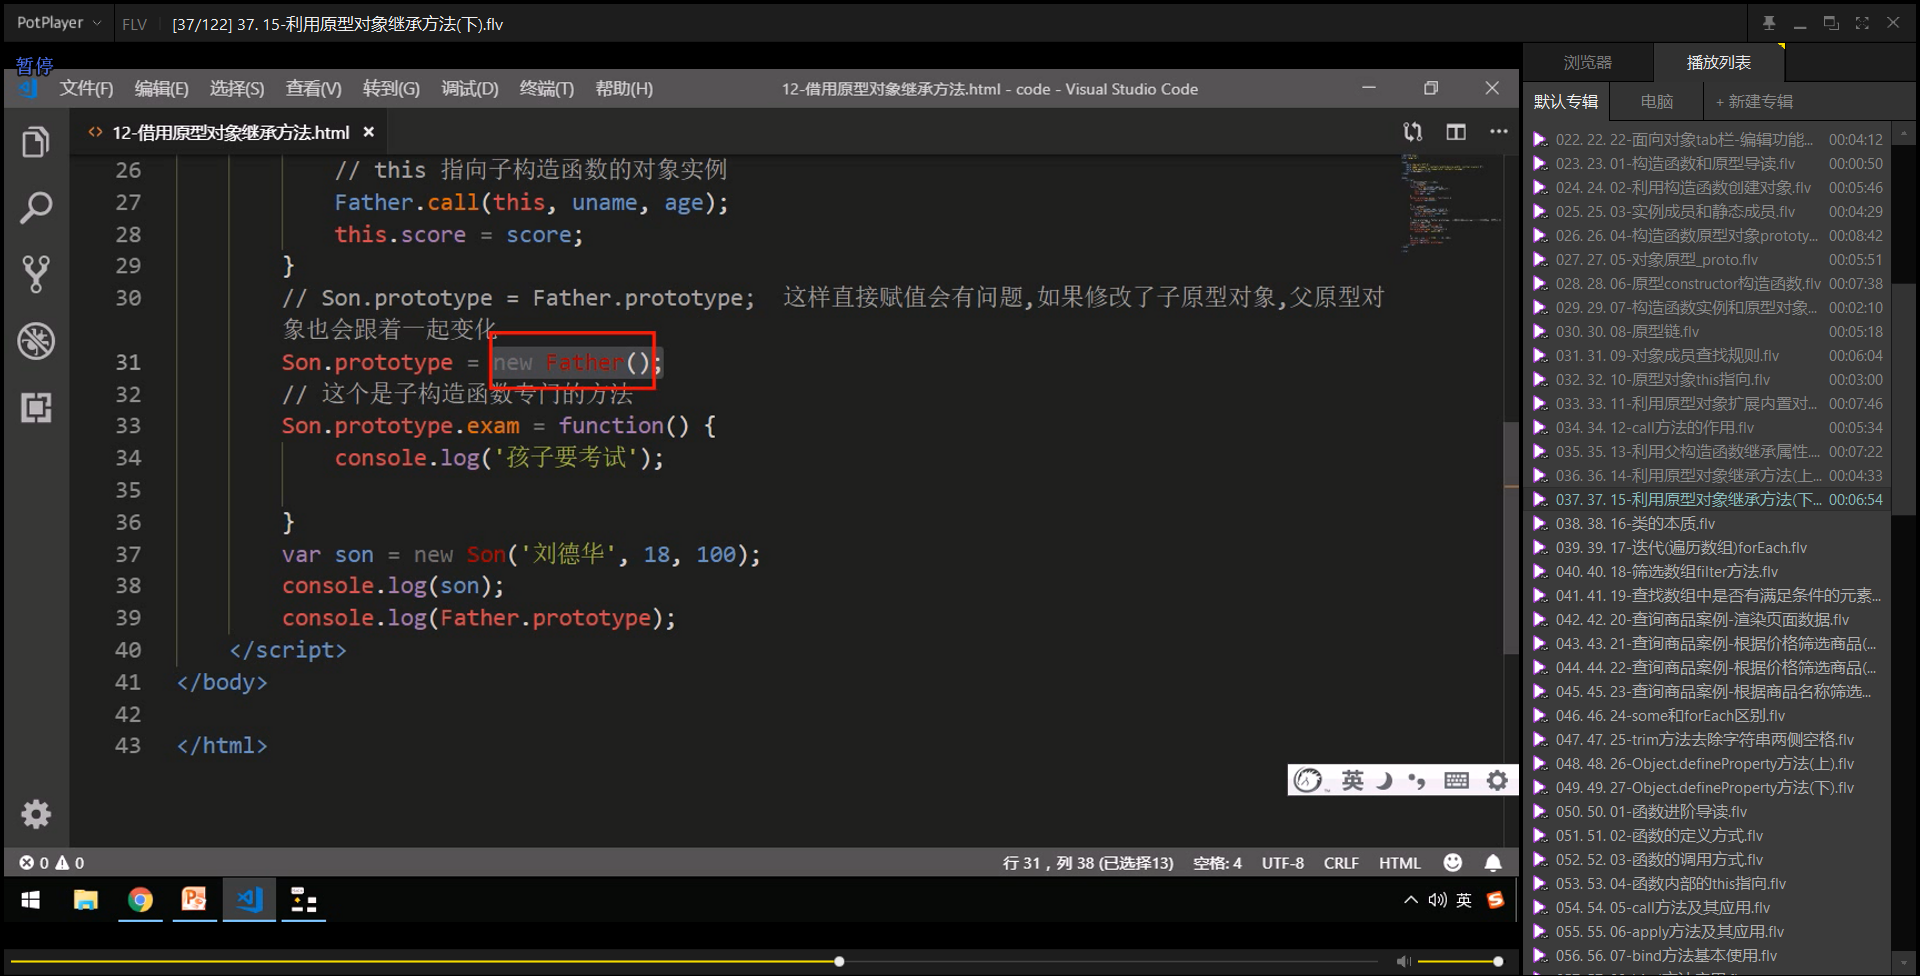 PotPlayer
FLV
[37/122] 37. 15-利用原型对象继承方法(下).flv
暂停
文件(F) 编辑(E) 选择(S) 查看(V) 转到(G) 调试(D) 终端(T) 帮助(H)
12-借用原型对象继承方法.html - code - Visual Studio Code
<> 12-借用原型对象继承方法.html ×
26 // this 指向子构造函数的对象实例
27 Father.call(this, uname, age);
28 this.score = score;
29 }
30 // Son.prototype = Father.prototype;  这样直接赋值会有问题,如果修改了子原型对象,父原型对
象也会跟着一起变化
31 Son.prototype = new Father();
32 // 这个是子构造函数专门的方法
33 Son.prototype.exam = function() {
34 console.log('孩子要考试');
35
36 }
37 var son = new Son('刘德华', 18, 100);
38 console.log(son);
39 console.log(Father.prototype);
40 </script>
41 </body>
42
43 </html>
英
0 0
行 31，列 38 (已选择13) 空格: 4 UTF-8 CRLF HTML
英
浏览器 播放列表
默认专辑 电脑 + 新建专辑
022. 22. 22-面向对象tab栏-编辑功能... 00:04:12
023. 23. 01-构造函数和原型导读.flv 00:00:50
024. 24. 02-利用构造函数创建对象.flv 00:05:46
025. 25. 03-实例成员和静态成员.flv 00:04:29
026. 26. 04-构造函数原型对象prototy... 00:08:42
027. 27. 05-对象原型_proto.flv 00:05:51
028. 28. 06-原型constructor构造函数.flv 00:07:38
029. 29. 07-构造函数实例和原型对象... 00:02:10
030. 30. 08-原型链.flv 00:05:18
031. 31. 09-对象成员查找规则.flv 00:06:04
032. 32. 10-原型对象this指向.flv 00:03:00
033. 33. 11-利用原型对象扩展内置对... 00:07:46
034. 34. 12-call方法的作用.flv 00:05:34
035. 35. 13-利用父构造函数继承属性.... 00:07:22
036. 36. 14-利用原型对象继承方法(上... 00:04:33
037. 37. 15-利用原型对象继承方法(下... 00:06:54
038. 38. 16-类的本质.flv
039. 39. 17-迭代(遍历数组)forEach.flv
040. 40. 18-筛选数组filter方法.flv
041. 41. 19-查找数组中是否有满足条件的元素...
042. 42. 20-查询商品案例-渲染页面数据.flv
043. 43. 21-查询商品案例-根据价格筛选商品(...
044. 44. 22-查询商品案例-根据价格筛选商品(...
045. 45. 23-查询商品案例-根据商品名称筛选...
046. 46. 24-some和forEach区别.flv
047. 47. 25-trim方法去除字符串两侧空格.flv
048. 48. 26-Object.defineProperty方法(上).flv
049. 49. 27-Object.defineProperty方法(下).flv
050. 50. 01-函数进阶导读.flv
051. 51. 02-函数的定义方式.flv
052. 52. 03-函数的调用方式.flv
053. 53. 04-函数内部的this指向.flv
054. 54. 05-call方法及其应用.flv
055. 55. 06-apply方法及其应用.flv
056. 56. 07-bind方法基本使用.flv